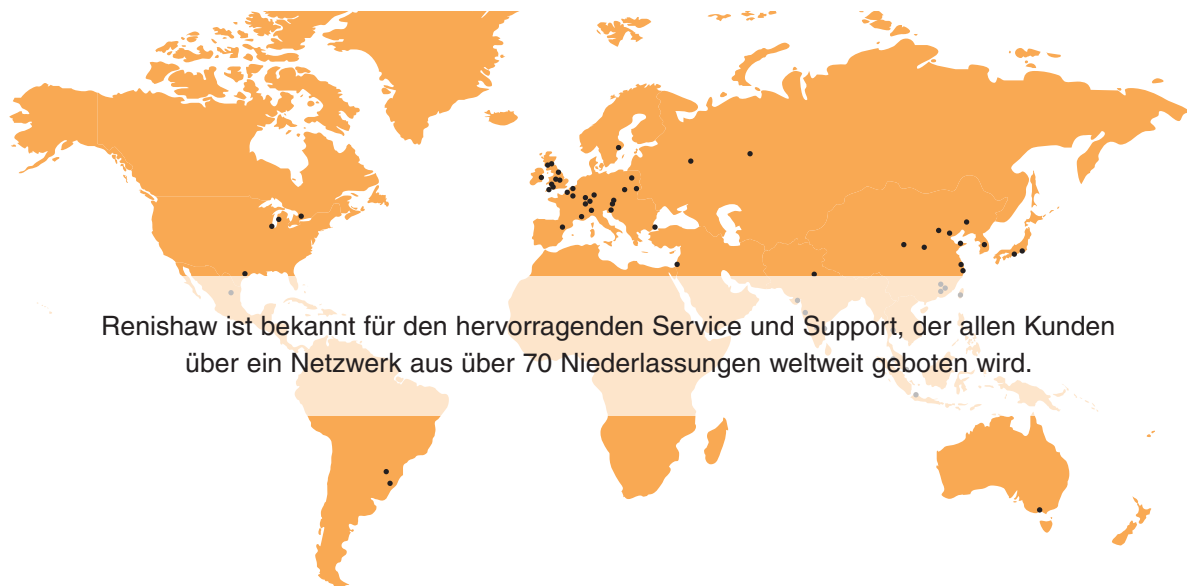 Renishaw ist bekannt für den hervorragenden Service und Support, der allen Kunden
über ein Netzwerk aus über 70 Niederlassungen weltweit geboten wird.